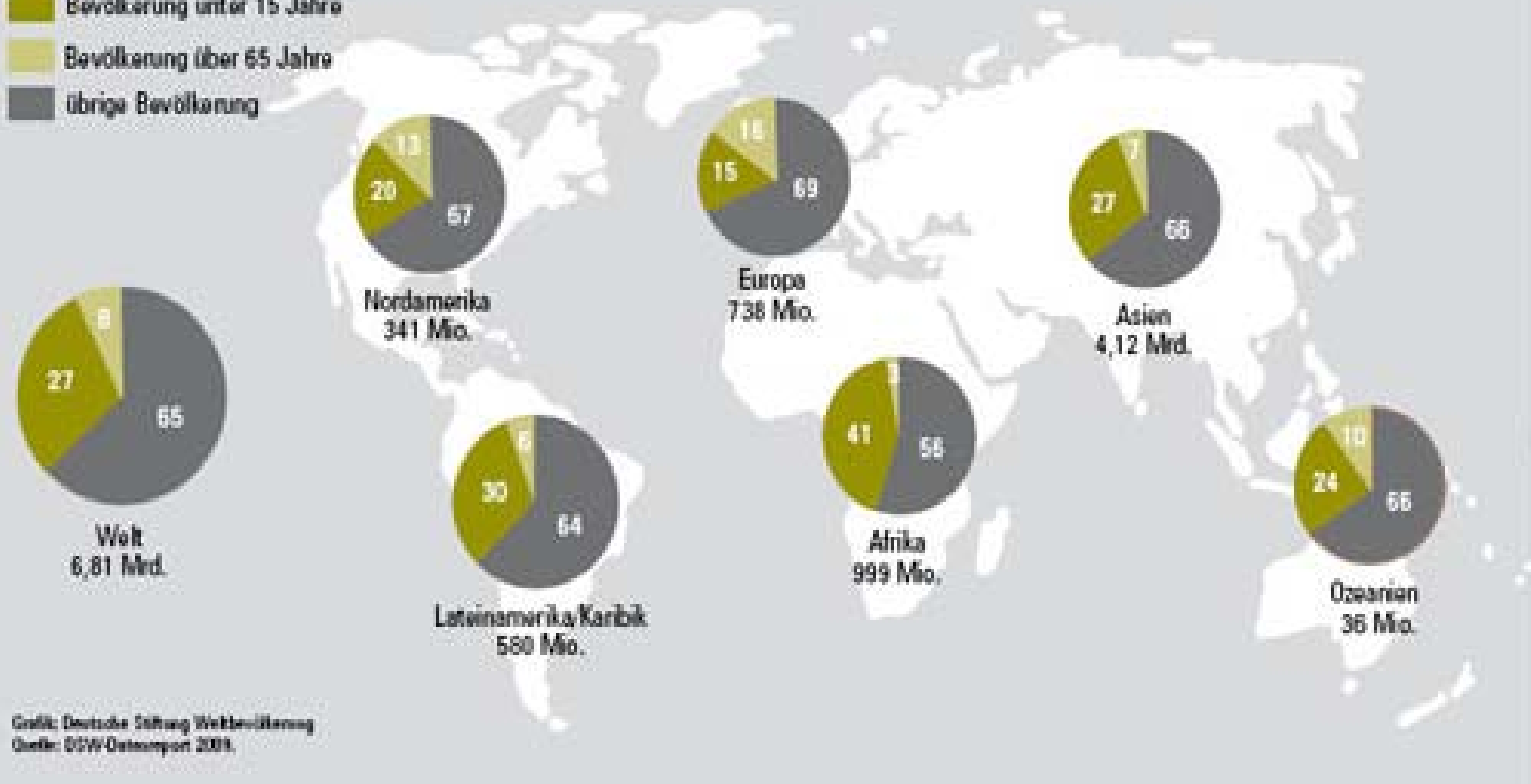 Bevölkerung unter 15 Jahre
Bevölkerung über 65 Jahre
übrige Bevölkerung
13
20
67
Nordamerika
341 Mio.
16
15
69
Europa
738 Mio.
7
27
66
Asien
4,12 Mrd.
8
27
65
Welt
6,81 Mrd.
6
30
64
Lateinamerika/Karibik
580 Mio.
41
56
Afrika
999 Mio.
10
24
66
Ozeanien
36 Mio.
Grafik: Deutsche Stiftung Weltbevölkerung
Quelle: DSW-Datenreport 2009.